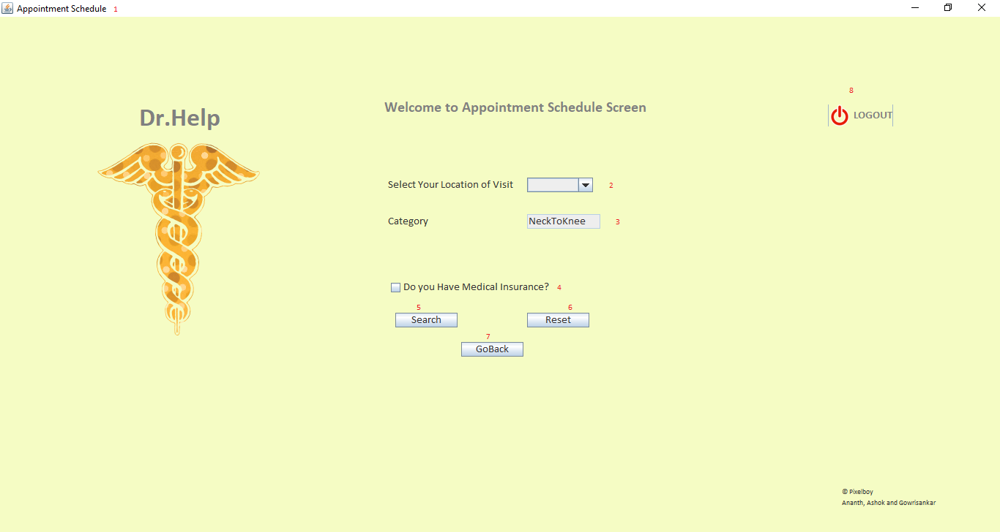 Appointment Schedule 1
8
Dr.Help
Welcome to Appointment Schedule Screen
LOGOUT
Select Your Location of Visit 2
Category NeckToKnee 3
Do you Have Medical Insurance? 4
5 6
Search Reset
7
GoBack
© Pixelboy
Ananth, Ashok and Gowrisankar